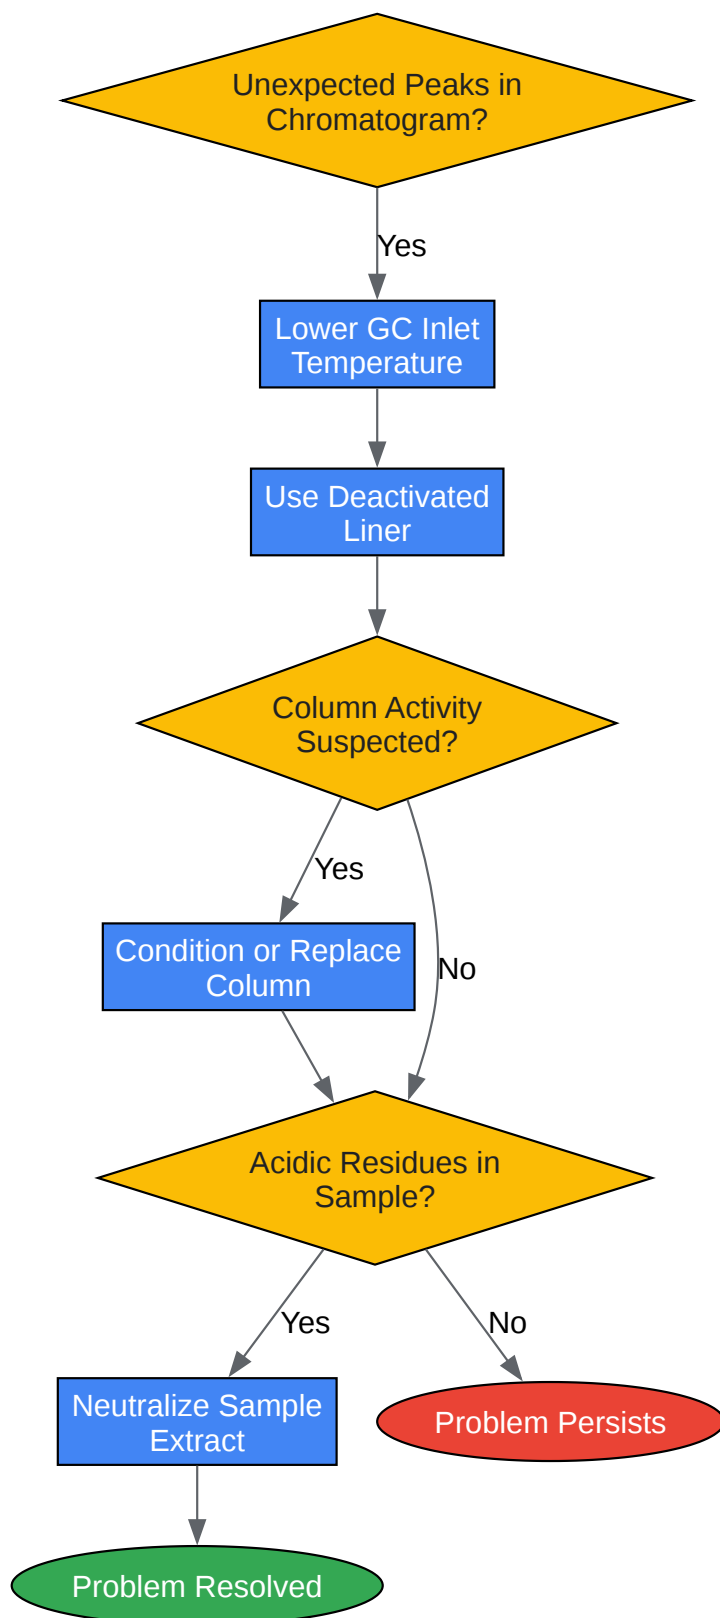 Unexpected Peaks in
Chromatogram?
Yes
Lower GC Inlet
Temperature
Use Deactivated
Liner
Column Activity
Suspected?
Yes
Condition or Replace
Column
No
Acidic Residues in
Sample?
Yes
No
Neutralize Sample
Extract
Problem Persists
Problem Resolved